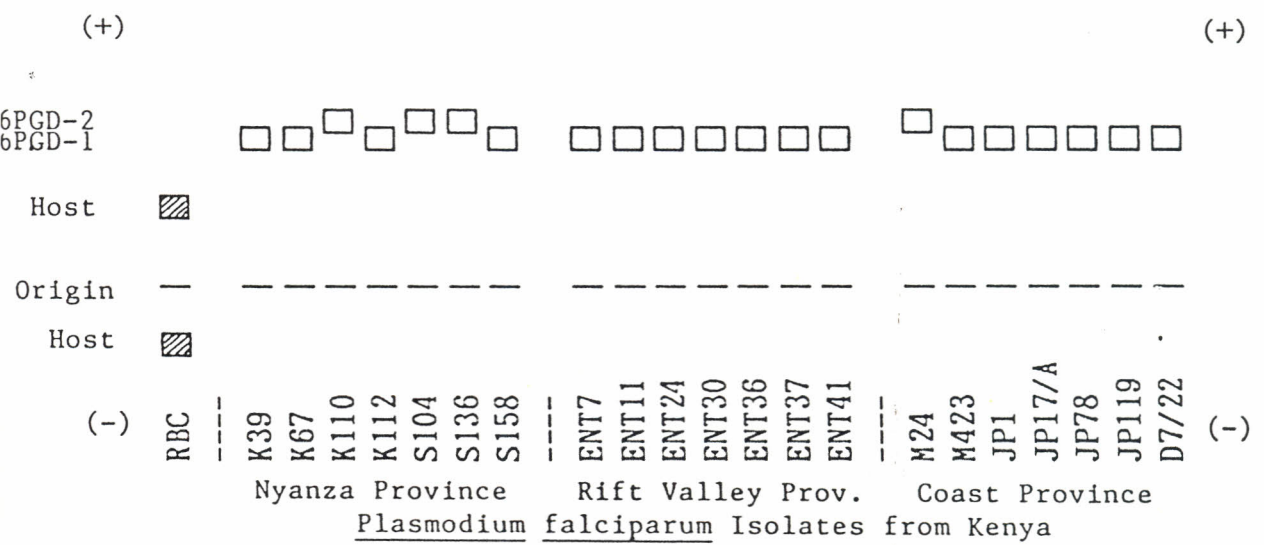 (+) (+)
6PGD-2
6PGD-1
Host
Origin
Host
(-) RBC K39 K67 K110 K112 S104 S136 S158 ENT7 ENT11 ENT24 ENT30 ENT36 ENT37 ENT41 M24 M423 JP1 JP17/A JP78 JP119 D7/22 (-)
Nyanza Province Rift Valley Prov. Coast Province
Plasmodium falciparum Isolates from Kenya